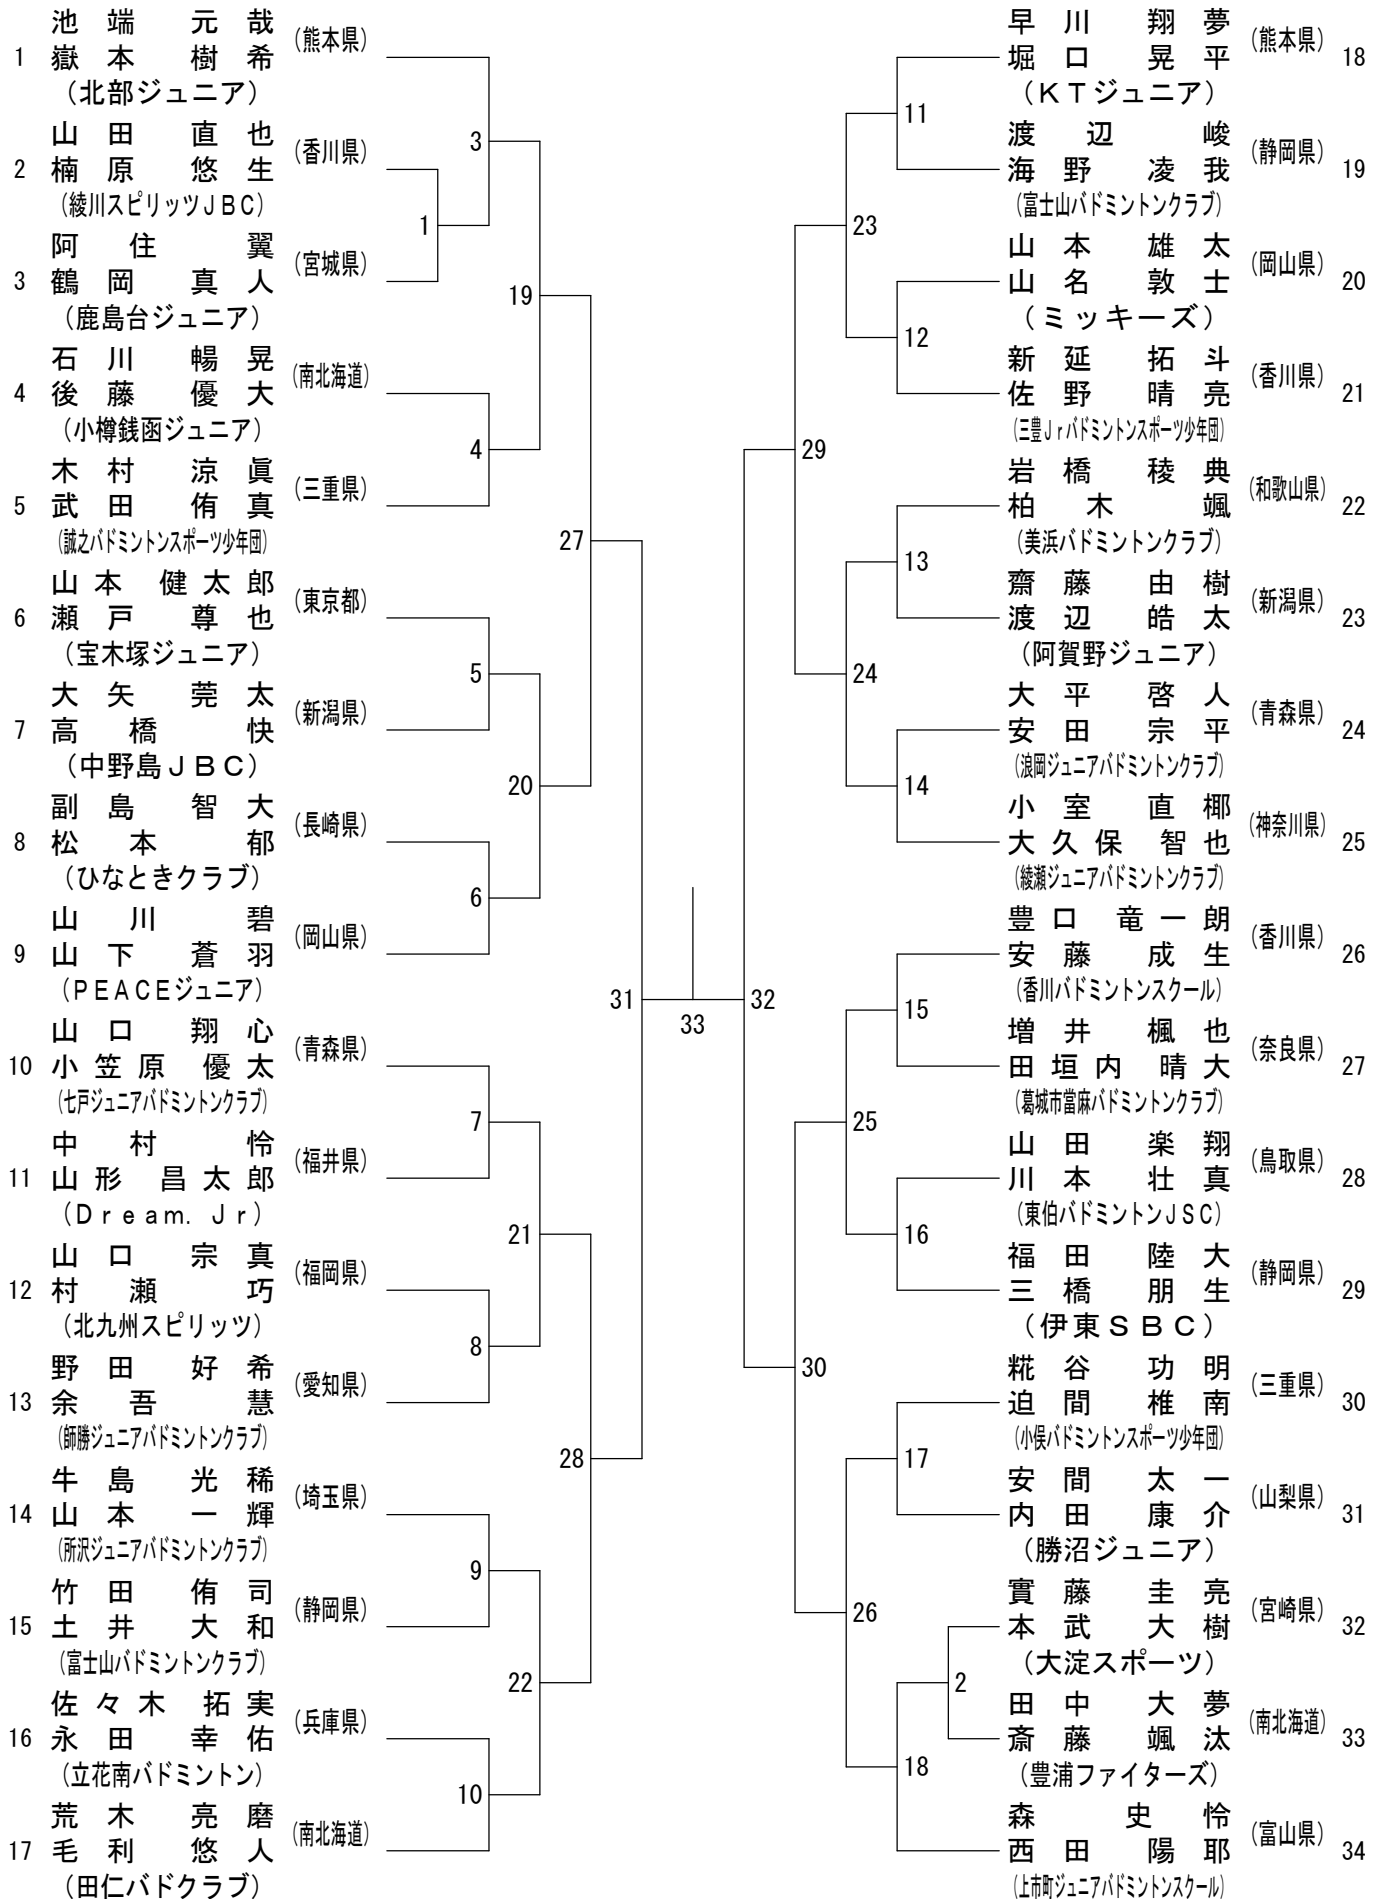 池端 元哉
(熊本県)
1 嶽本 樹希
(北部ジュニア)
山田 直也
(香川県)
2 楠原 悠生
(綾川スピリッツJBC)
阿住 翼
(宮城県)
3 鶴岡 真人
(鹿島台ジュニア)
石川 暢晃
(南北海道)
4 後藤 優大
(小樽銭函ジュニア)
木村 涼眞
(三重県)
5 武田 侑真
(誠之バドミントンスポーツ少年団)
山本 健太郎
(東京都)
6 瀬戸 尊也
(宝木塚ジュニア)
大矢 莞太
(新潟県)
7 高橋 快
(中野島JBC)
副島 智大
(長崎県)
8 松本 郁
(ひなときクラブ)
山川 碧
(岡山県)
9 山下 蒼羽
(PEACEジュニア)
山口 翔心
(青森県)
10 小笠原 優太
(七戸ジュニアバドミントンクラブ)
中村 怜
(福井県)
11 山形 昌太郎
(Dream. Jr)
山口 宗真
(福岡県)
12 村瀬 巧
(北九州スピリッツ)
野田 好希
(愛知県)
13 余吾 慧
(師勝ジュニアバドミントンクラブ)
牛島 光稀
(埼玉県)
14 山本 一輝
(所沢ジュニアバドミントンクラブ)
竹田 侑司
(静岡県)
15 土井 大和
(富士山バドミントンクラブ)
佐々木 拓実
(兵庫県)
16 永田 幸佑
(立花南バドミントン)
荒木 亮磨
(南北海道)
17 毛利 悠人
(田仁バドクラブ)
3
1
19
4
27
5
20
6
31
7
21
8
28
9
22
10
33
32
11
23
12
29
13
24
14
15
25
16
30
17
26
2
18
早川 翔夢
(熊本県)
堀口 晃平 18
(KTジュニア)
渡辺 峻
(静岡県)
海野 凌我 19
(富士山バドミントンクラブ)
山本 雄太
(岡山県)
山名 敦士 20
(ミッキーズ)
新延 拓斗
(香川県)
佐野 晴亮 21
(三豊Jrバドミントンスポーツ少年団)
岩橋 稜典
(和歌山県)
柏木 颯 22
(美浜バドミントンクラブ)
齋藤 由樹
(新潟県)
渡辺 皓太 23
(阿賀野ジュニア)
大平 啓人
(青森県)
安田 宗平 24
(浪岡ジュニアバドミントンクラブ)
小室 直椰
(神奈川県)
大久保 智也 25
(綾瀬ジュニアバドミントンクラブ)
豊口 竜一朗
(香川県)
安藤 成生 26
(香川バドミントンスクール)
増井 楓也
(奈良県)
田垣内 晴大 27
(葛城市當麻バドミントンクラブ)
山田 楽翔
(鳥取県)
川本 壮真 28
(東伯バドミントンJSC)
福田 陸大
(静岡県)
三橋 朋生 29
(伊東SBC)
糀谷 功明
(三重県)
迫間 椎南 30
(小俣バドミントンスポーツ少年団)
安間 太一
(山梨県)
内田 康介 31
(勝沼ジュニア)
實藤 圭亮
(宮崎県)
本武 大樹 32
(大淀スポーツ)
田中 大夢
(南北海道)
斎藤 颯汰 33
(豊浦ファイターズ)
森 史怜
(富山県)
西田 陽耶 34
(上市町ジュニアバドミントンスクール)